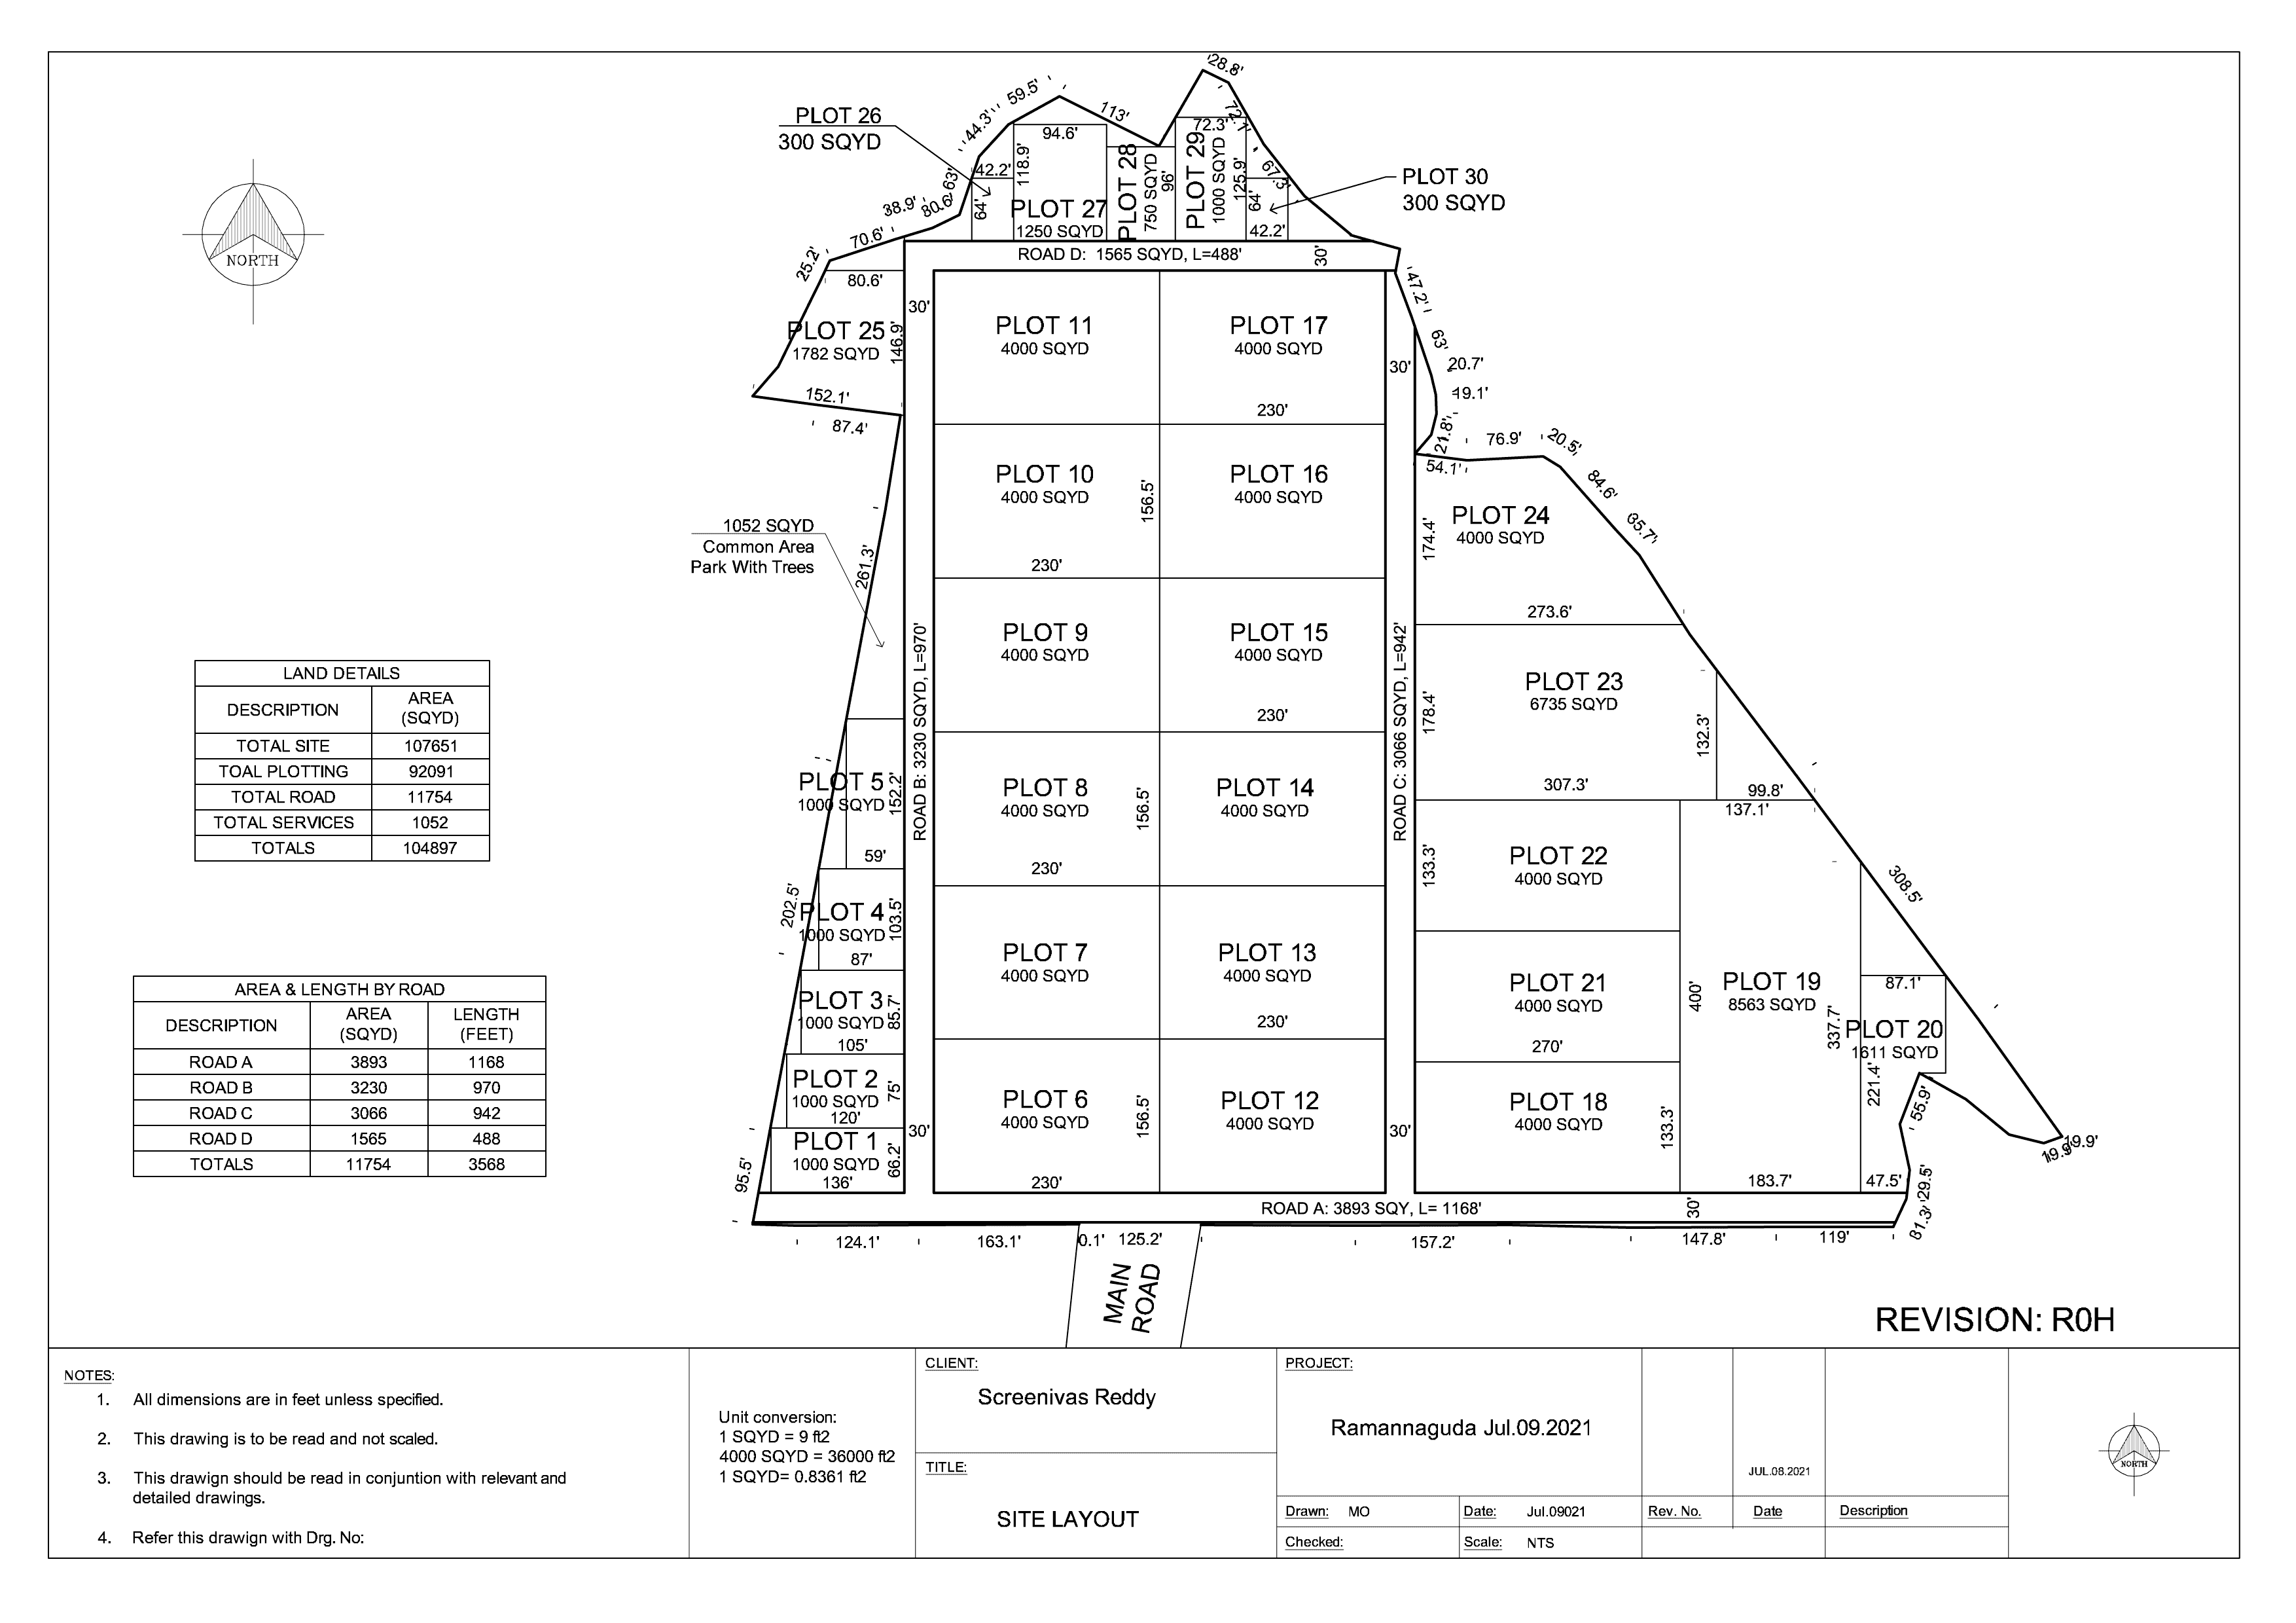 28.8'
59.5'
PLOT 26
300 SQYD
44.3'
113'
72.1'
94.6'
72.3'
42.2'
118.9'
63'
64'
PLOT 27
1250 SQYD
PLOT 28
750 SQYD
96'
PLOT 29
1000 SQYD
125.9'
67.3'
64'
42.2'
PLOT 30
300 SQYD
38.9'
80.6'
70.6'
25.2'
NORTH
ROAD D: 1565 SQYD, L=488'
30'
80.6'
30'
47.2'
PLOT 25
1782 SQYD
146.9'
PLOT 11
4000 SQYD
PLOT 17
4000 SQYD
63'
30'
20.7'
19.1'
152.1'
87.4'
230'
21.8'
76.9'
20.5'
54.1'
84.6'
PLOT 10
4000 SQYD
156.5'
PLOT 16
4000 SQYD
1052 SQYD
Common Area
Park With Trees
261.3'
174.4'
PLOT 24
4000 SQYD
35.7'
230'
273.6'
PLOT 9
4000 SQYD
PLOT 15
4000 SQYD
ROAD B: 3230 SQYD, L=970'
ROAD C: 3066 SQYD, L=942'
PLOT 23
6735 SQYD
178.4'
132.3'
230'
LAND DETAILS
DESCRIPTION AREA (SQYD)
TOTAL SITE 107651
TOAL PLOTTING 92091
TOTAL ROAD 11754
TOTAL SERVICES 1052
TOTALS 104897
PLOT 5
1000 SQYD
152.2'
59'
PLOT 8
4000 SQYD
156.5'
PLOT 14
4000 SQYD
307.3'
99.8'
137.1'
230'
133.3'
PLOT 22
4000 SQYD
308.5'
202.5'
PLOT 4
1000 SQYD
103.5'
87'
PLOT 7
4000 SQYD
PLOT 13
4000 SQYD
230'
PLOT 21
4000 SQYD
270'
400'
PLOT 19
8563 SQYD
337.7'
87.1'
PLOT 20
1611 SQYD
221.4'
AREA & LENGTH BY ROAD
DESCRIPTION AREA (SQYD) LENGTH (FEET)
ROAD A 3893 1168
ROAD B 3230 970
ROAD C 3066 942
ROAD D 1565 488
TOTALS 11754 3568
PLOT 3
1000 SQYD
85.7'
105'
PLOT 2
1000 SQYD
75'
120'
PLOT 1
1000 SQYD
66.2'
136'
95.5'
30'
PLOT 6
4000 SQYD
156.5'
230'
PLOT 12
4000 SQYD
30'
PLOT 18
4000 SQYD
133.3'
183.7'
47.5'
55.9'
19.9'
19.9'
29.5'
81.3'
ROAD A: 3893 SQY, L= 1168'
30'
124.1'
163.1'
0.1'
125.2'
157.2'
147.8'
119'
MAIN
ROAD
REVISION: R0H
NOTES:
1. All dimensions are in feet unless specified.
2. This drawing is to be read and not scaled.
3. This drawign should be read in conjuntion with relevant and
detailed drawings.
4. Refer this drawign with Drg. No:
Unit conversion:
1 SQYD = 9 ft2
4000 SQYD = 36000 ft2
1 SQYD= 0.8361 ft2
CLIENT:
Screenivas Reddy
TITLE:
SITE LAYOUT
PROJECT:
Ramannaguda Jul.09.2021
JUL.08.2021
Drawn: MO
Date: Jul.09021
Rev. No. Date Description
Checked:
Scale: NTS
NORTH